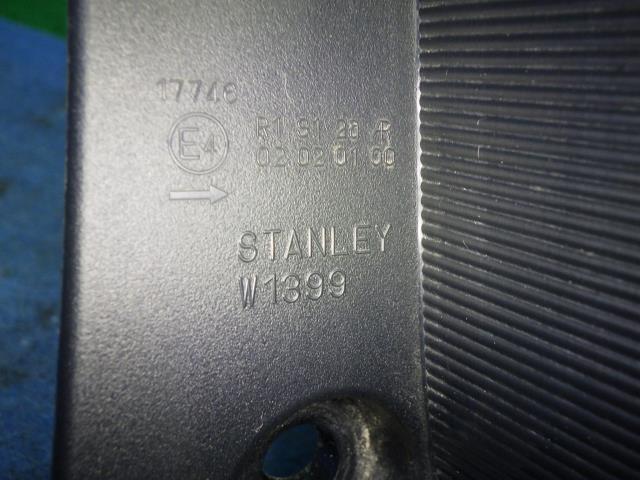 17746
E4 R1 S1 2a R
02 02 01 00
STANLEY
W1399